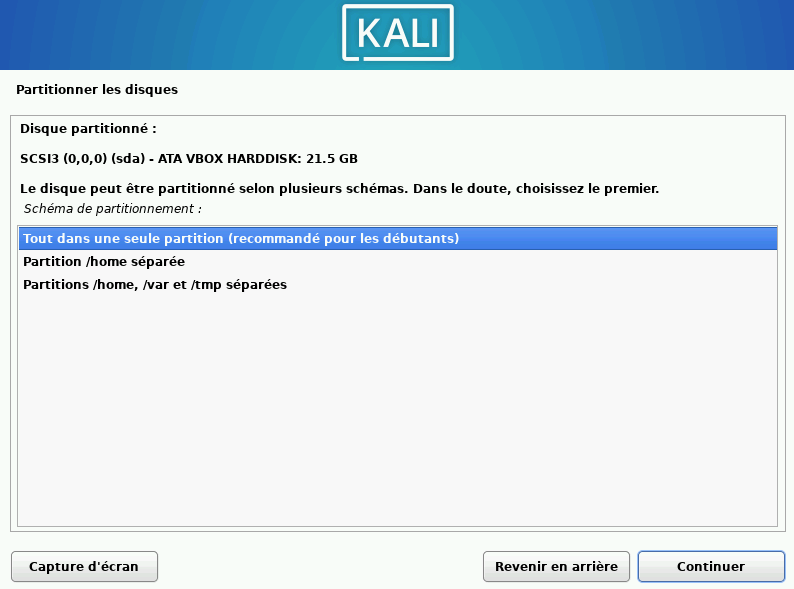 KALI
Partitionner les disques
Disque partitionné :
SCSI3 (0,0,0) (sda) - ATA VBOX HARDDISK: 21.5 GB
Le disque peut être partitionné selon plusieurs schémas. Dans le doute, choisissez le premier.
Schéma de partitionnement :
Tout dans une seule partition (recommandé pour les débutants)
Partition /home séparée
Partitions /home, /var et /tmp séparées
Capture d'écran
Revenir en arrière
Continuer